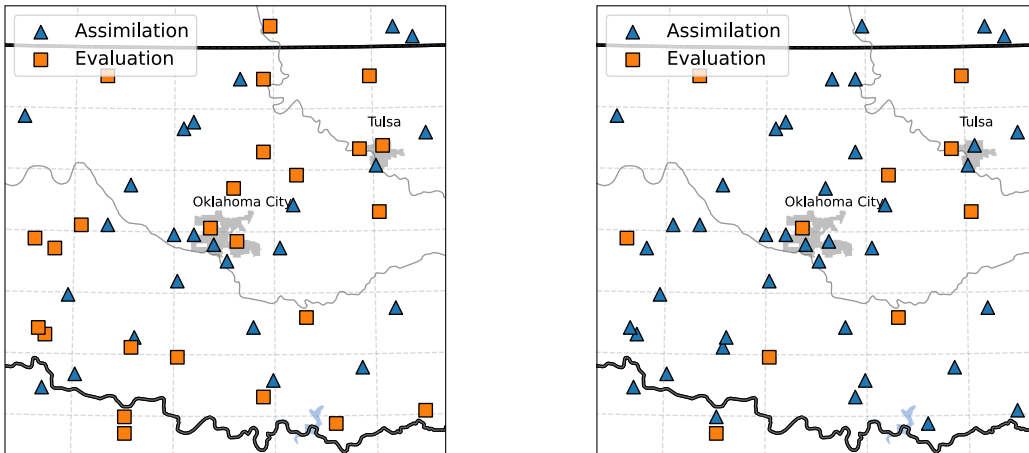 Assimilation
Evaluation
Tulsa
Oklahoma City
Assimilation
Evaluation
Tulsa
Oklahoma City